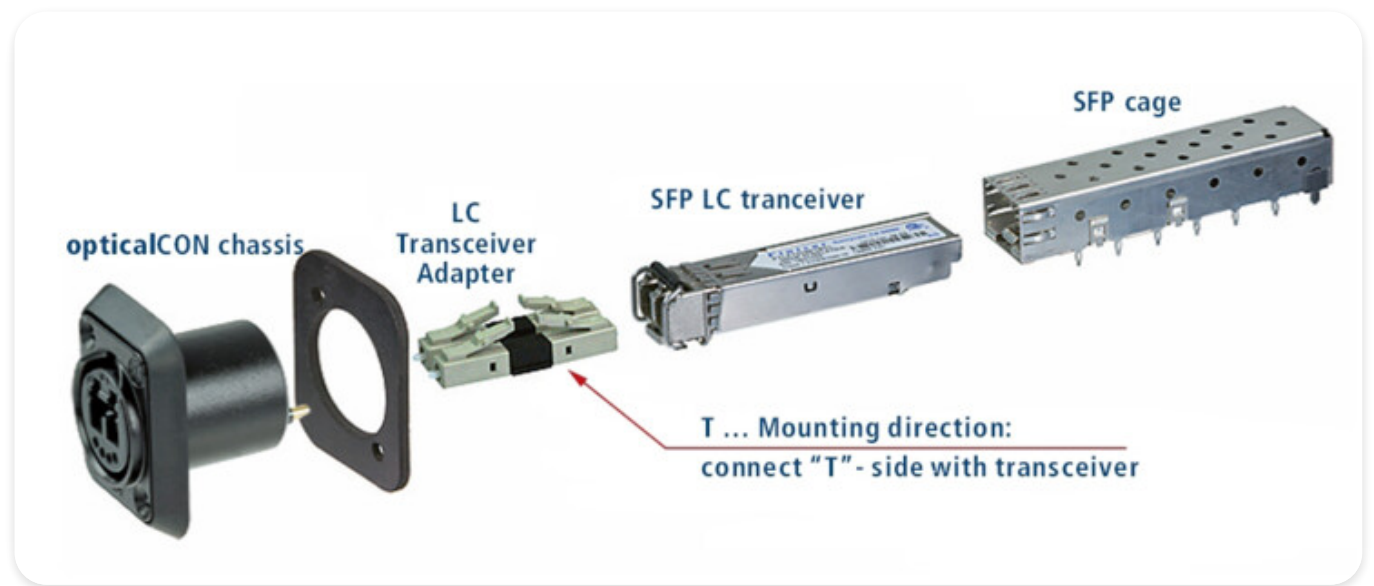 SFP cage
SFP LC tranceiver
LC
Transceiver
Adapter
opticalCON chassis
T ... Mounting direction:
connect "T"- side with transceiver